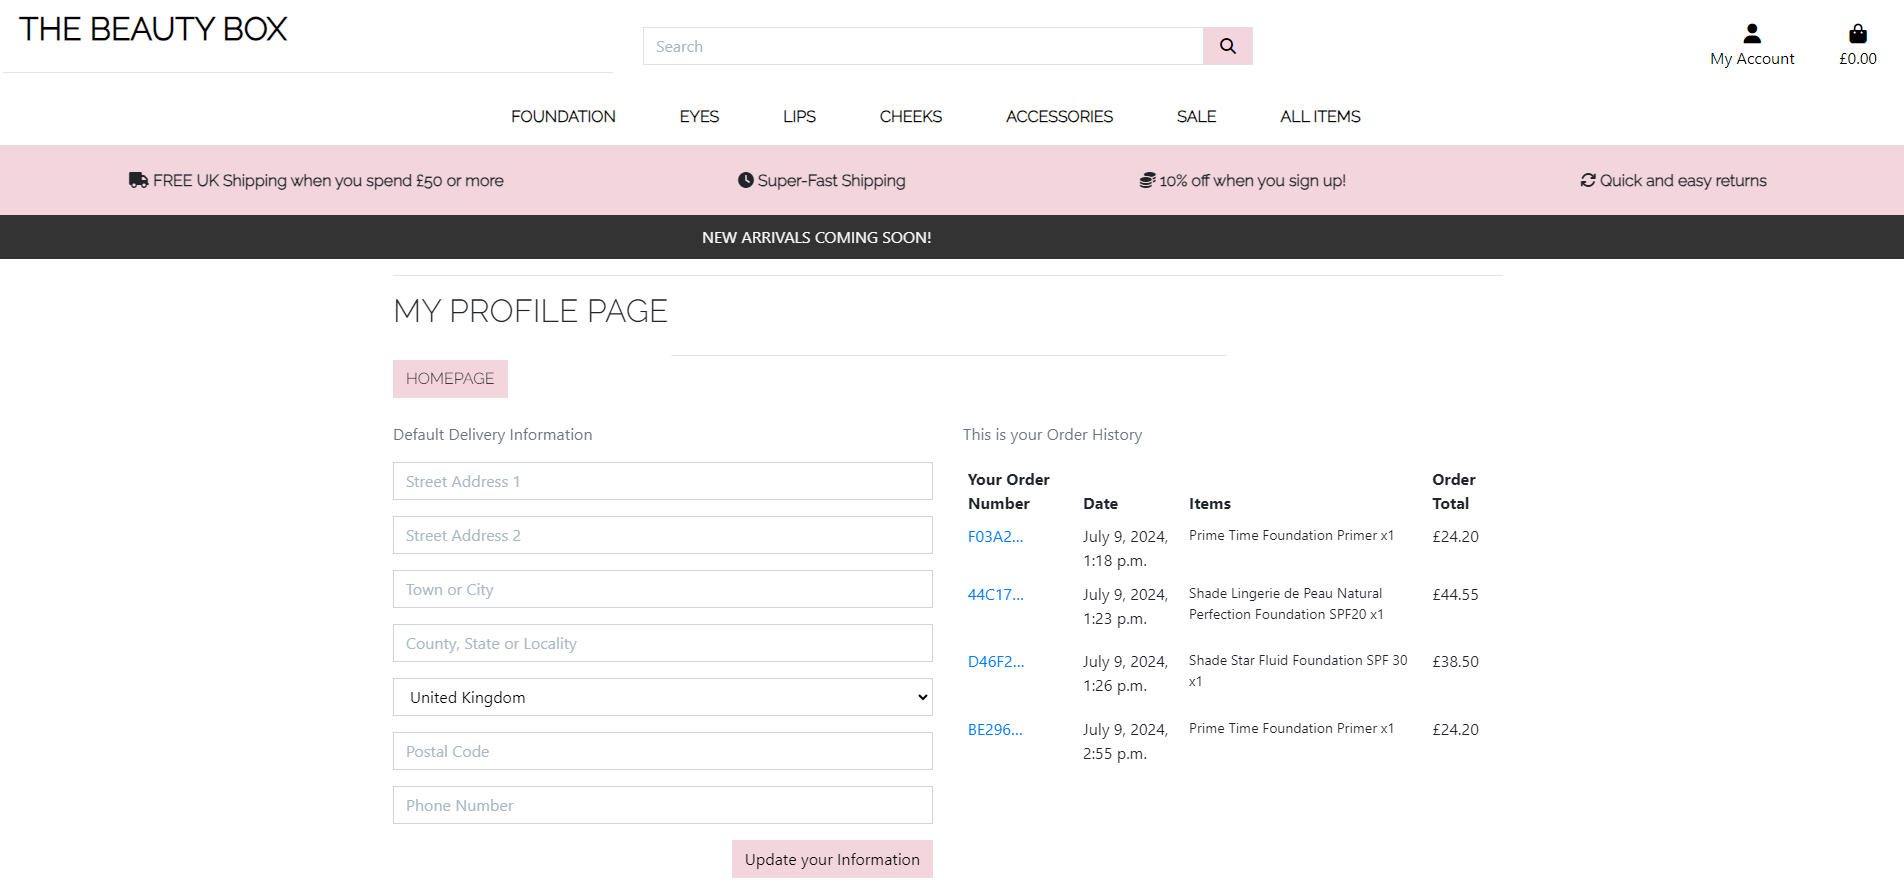 THE BEAUTY BOX
Search
My Account
£0.00
FOUNDATION EYES LIPS CHEEKS ACCESSORIES SALE ALL ITEMS
FREE UK Shipping when you spend £50 or more
Super-Fast Shipping
10% off when you sign up!
Quick and easy returns
NEW ARRIVALS COMING SOON!
MY PROFILE PAGE
HOMEPAGE
Default Delivery Information
Street Address 1
Street Address 2
Town or City
County, State or Locality
United Kingdom
Postal Code
Phone Number
Update your Information
This is your Order History
Your Order
Number
Date
Items
Order
Total
F03A2...
July 9, 2024,
1:18 p.m.
Prime Time Foundation Primer x1
£24.20
44C17...
July 9, 2024,
1:23 p.m.
Shade Lingerie de Peau Natural
Perfection Foundation SPF20 x1
£44.55
D46F2...
July 9, 2024,
1:26 p.m.
Shade Star Fluid Foundation SPF 30
x1
£38.50
BE296...
July 9, 2024,
2:55 p.m.
Prime Time Foundation Primer x1
£24.20